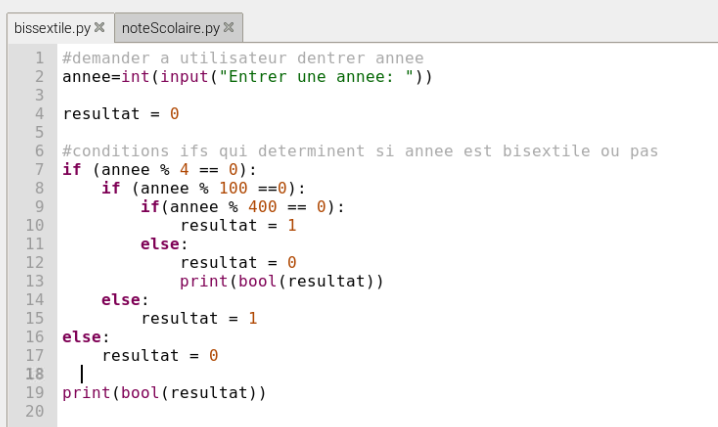 bissextile.py noteScolaire.py
1 #demander a utilisateur dentrer annee
2 annee=int(input("Entrer une annee: "))
3
4 resultat = 0
5
6 #conditions ifs qui determinent si annee est bisextile ou pas
7 if (annee % 4 == 0):
8     if (annee % 100 ==0):
9         if(annee % 400 == 0):
10             resultat = 1
11         else:
12             resultat = 0
13             print(bool(resultat))
14     else:
15         resultat = 1
16 else:
17     resultat = 0
18
19 print(bool(resultat))
20